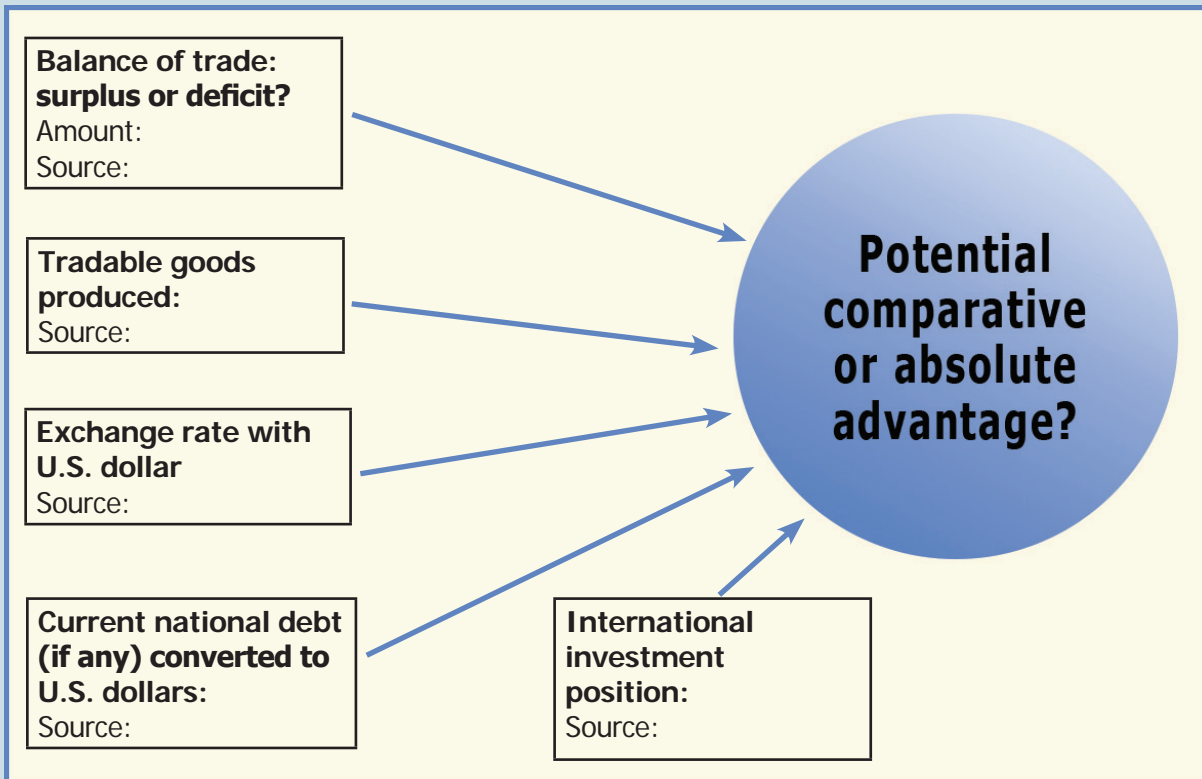 Balance of trade:
surplus or deficit?
Amount:
Source:
Tradable goods
produced:
Source:
Exchange rate with
U.S. dollar
Source:
Current national debt
(if any) converted to
U.S. dollars:
Source:
International
investment
position:
Source:
Potential
comparative
or absolute
advantage?